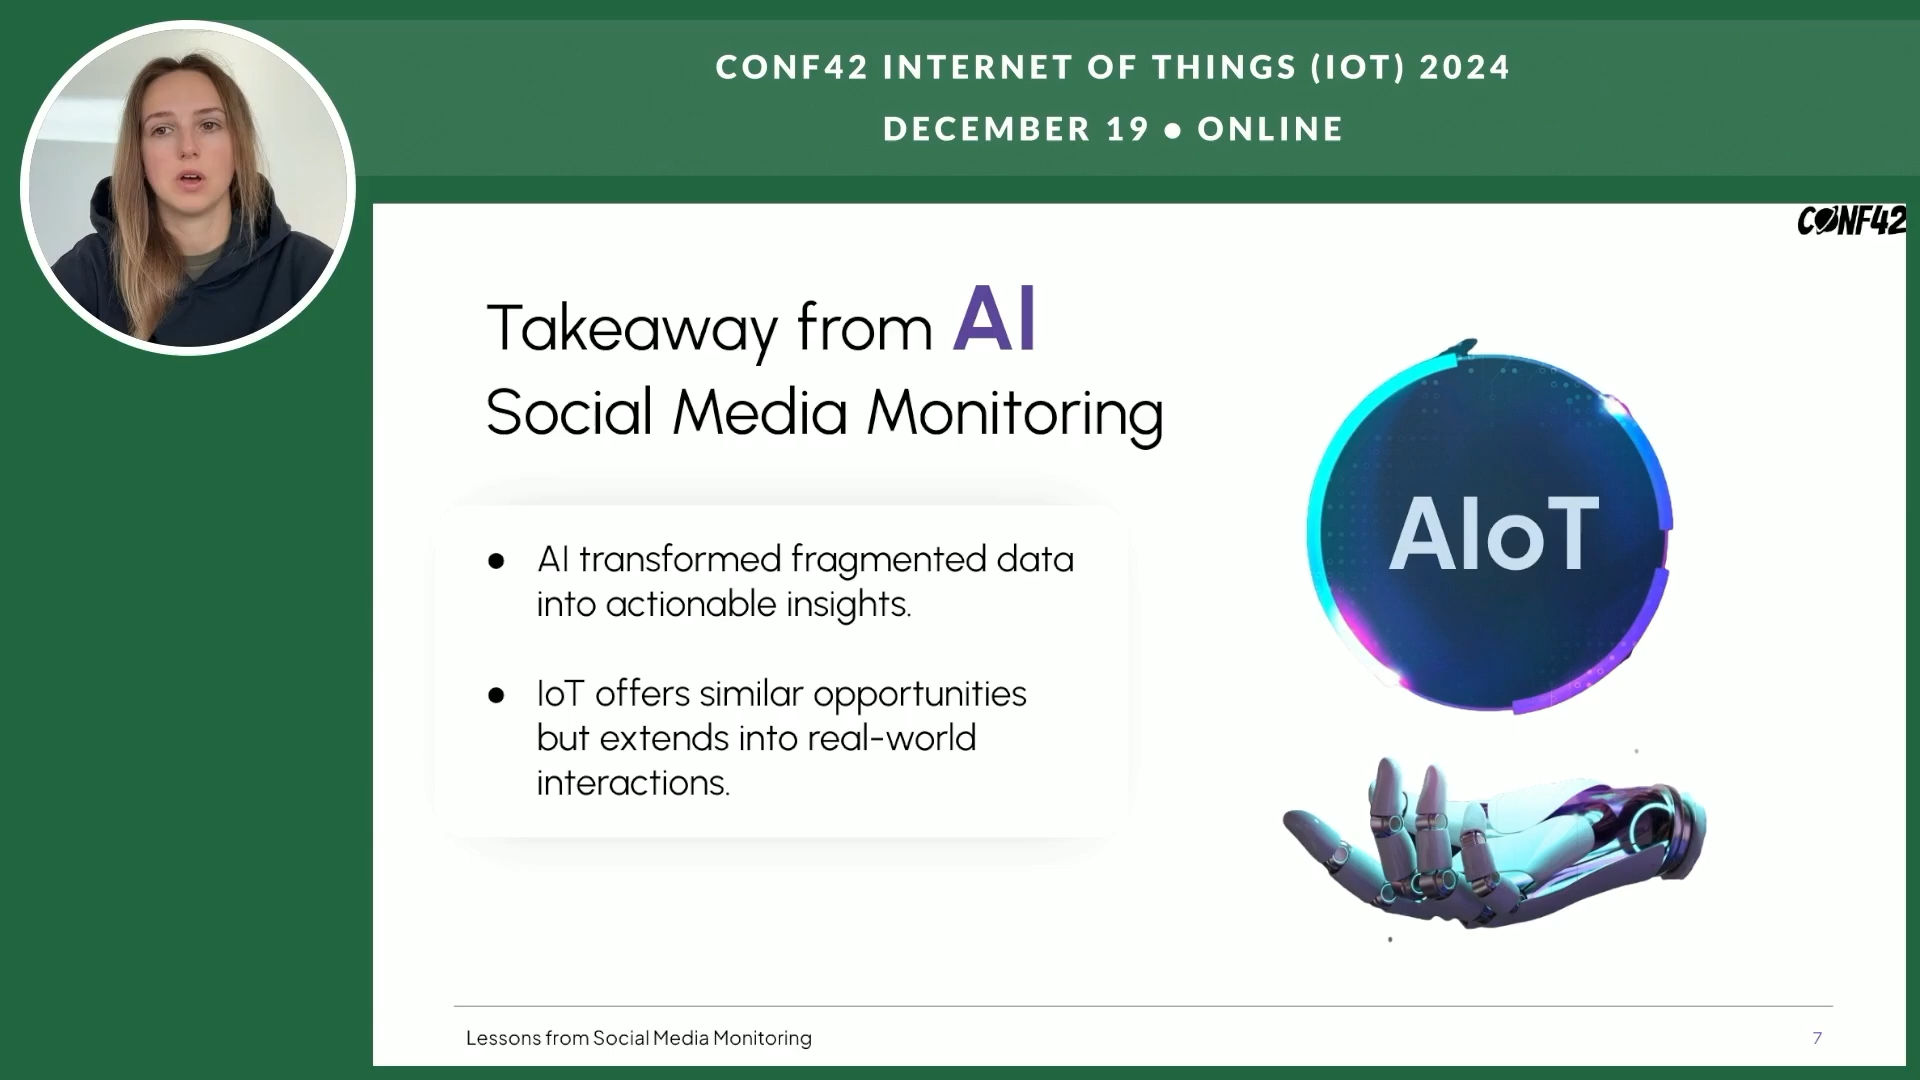 CONF42 INTERNET OF THINGS (IOT) 2024
DECEMBER 19 ● ONLINE
CONF42
Takeaway from AI
Social Media Monitoring
● AI transformed fragmented data
into actionable insights.
● IoT offers similar opportunities
but extends into real-world
interactions.
AIoT
Lessons from Social Media Monitoring
7